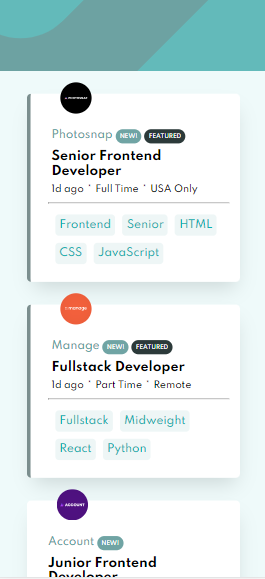 PHOTOSNAP
Photosnap NEW! FEATURED
Senior Frontend
Developer
1d ago · Full Time · USA Only
Frontend Senior HTML
CSS JavaScript
manage
Manage NEW! FEATURED
Fullstack Developer
1d ago · Part Time · Remote
Fullstack Midweight
React Python
ACCOUNT
Account NEW!
Junior Frontend
Developer